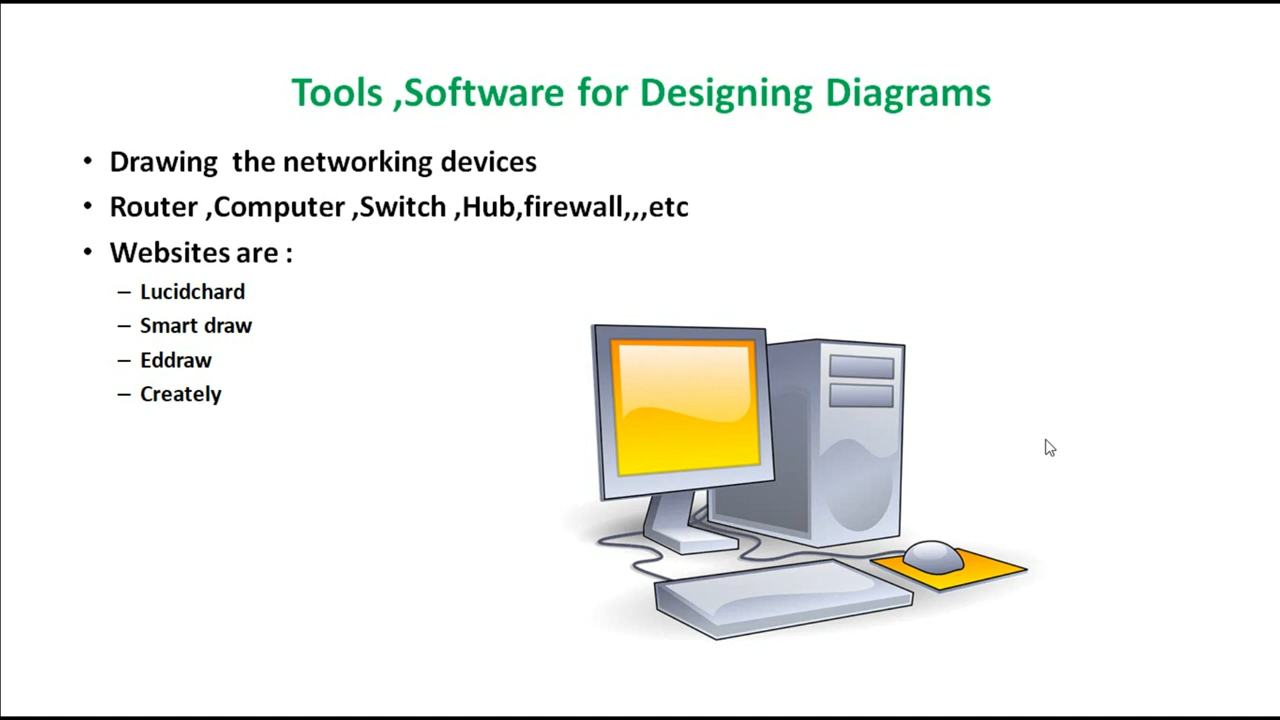 Tools ,Software for Designing Diagrams
• Drawing the networking devices
• Router ,Computer ,Switch ,Hub,firewall,,,etc
• Websites are :
– Lucidchard
– Smart draw
– Eddraw
– Creately